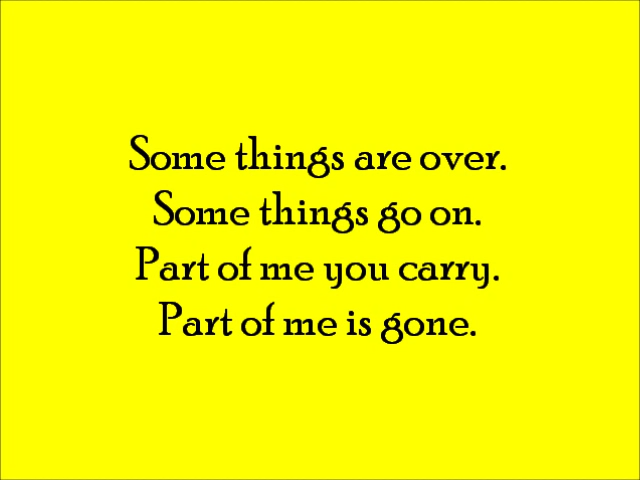 Some things are over.
Some things go on.
Part of me you carry.
Part of me is gone.